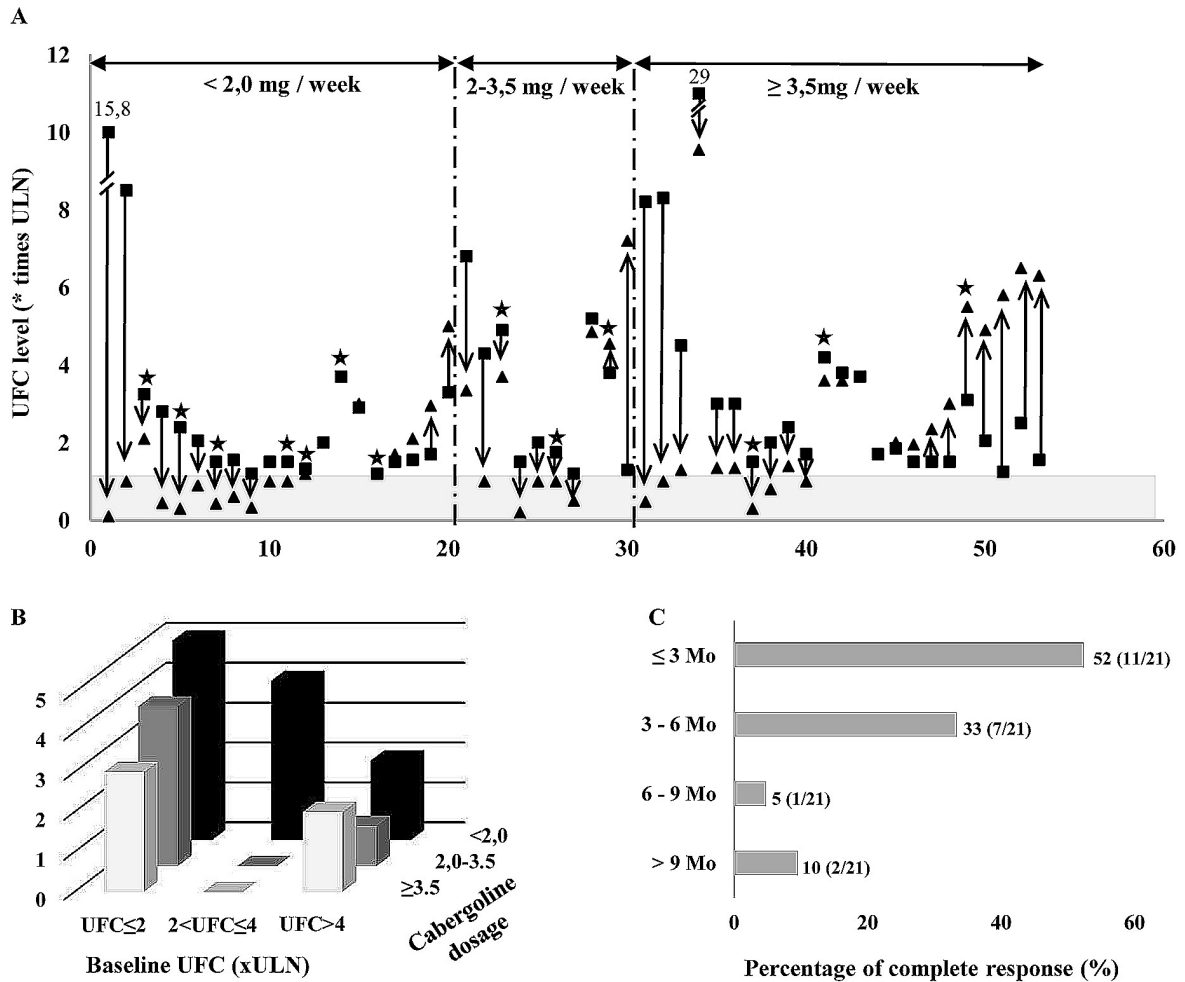 A
12
10
8
6
4
2
0
UFC level (* times ULN)
< 2,0 mg / week
2-3,5 mg / week
≥ 3,5mg / week
15,8
29
0 10 20 30 40 50 60
B
5
4
3
2
1
0
<2,0
2,0-3.5
≥3.5
UFC≤2 2<UFC≤4 UFC>4
Cabergoline
dosage
Baseline UFC (xULN)
C
≤ 3 Mo 52 (11/21)
3 - 6 Mo 33 (7/21)
6 - 9 Mo 5 (1/21)
> 9 Mo 10 (2/21)
0 20 40 60
Percentage of complete response (%)